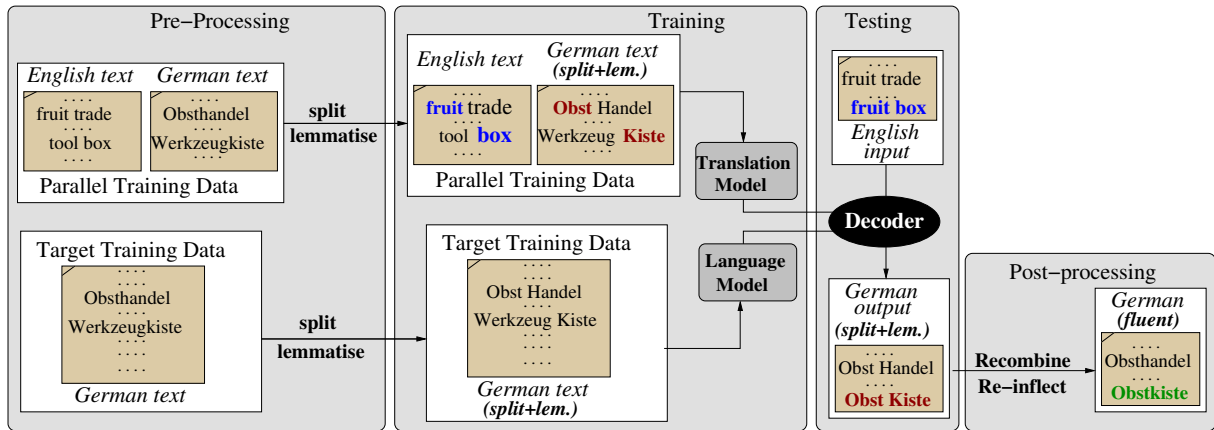 Pre−Processing
English text
German text
. . . .
fruit trade
. . . .
tool box
. . . .
. . . .
Obsthandel
. . . .
Werkzeugkiste
. . . .
Parallel Training Data
split
lemmatise
Target Training Data
. . . .
. . . .
Obsthandel
. . . .
Werkzeugkiste
. . . .
. . . .
. . . .
German text
split
lemmatise
Training
English text
German text
(split+lem.)
. . . .
fruit trade
. . . .
tool box
. . . .
. . . .
Obst Handel
. . . .
Werkzeug Kiste
. . . .
Parallel Training Data
Target Training Data
. . . .
Obst Handel
. . . .
Werkzeug Kiste
. . . .
. . . .
. . . .
German text
(split+lem.)
Translation
Model
Language
Model
Testing
. . . .
fruit trade
. . . .
fruit box
English
input
Decoder
German
output
(split+lem.)
. . . .
Obst Handel
. . . .
Obst Kiste
Post−processing
Recombine
Re−inflect
German
(fluent)
. . . .
Obsthandel
. . . .
Obstkiste